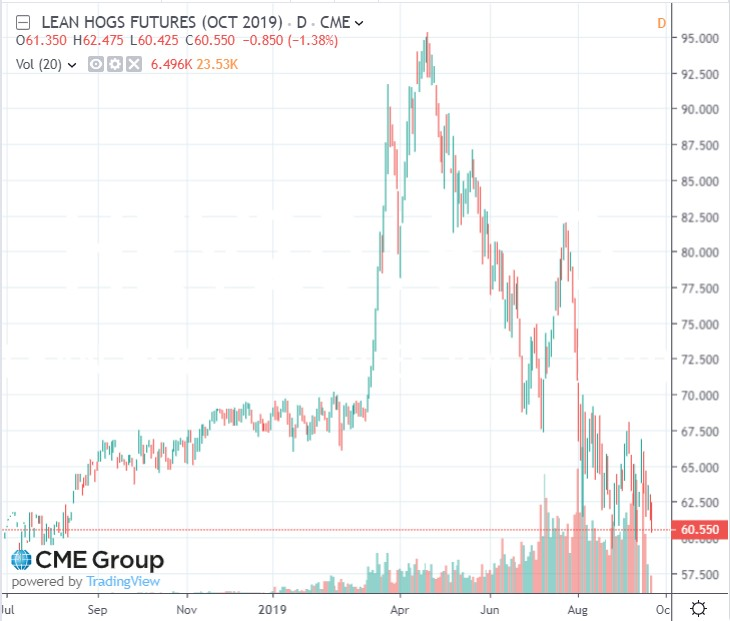 LEAN HOGS FUTURES (OCT 2019) · D · CME
D
O61.350 H62.475 L60.425 C60.550 −0.850 (−1.38%)
Vol (20) 6.496K 23.53K
95.000
92.500
90.000
87.500
85.000
82.500
80.000
77.500
75.000
72.500
70.000
67.500
65.000
62.500
60.550
60.000
57.500
CME Group
powered by TradingView
Jul Sep Nov 2019 Apr Jun Aug Oc